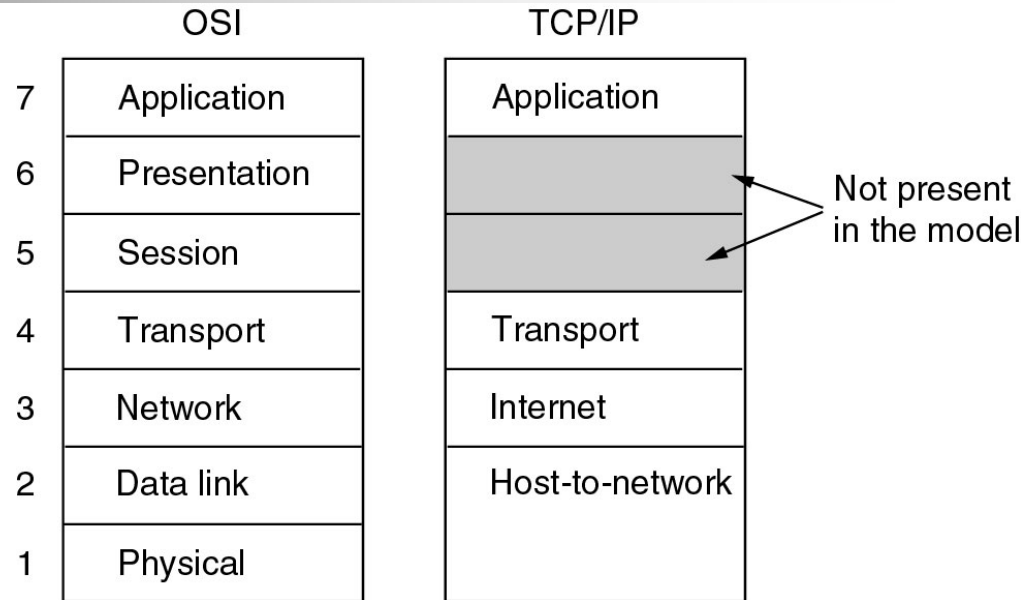 OSI
TCP/IP
7
Application
Application
6
Presentation
5
Session
Not present
in the model
4
Transport
Transport
3
Network
Internet
2
Data link
Host-to-network
1
Physical